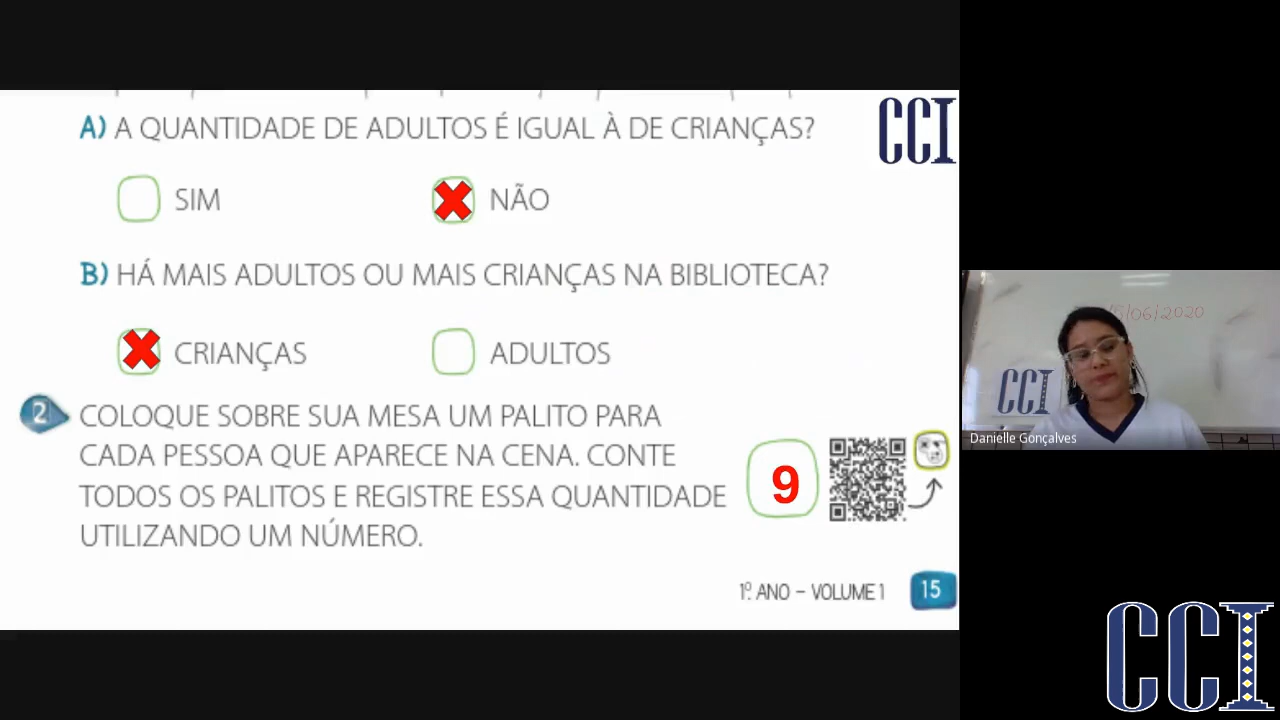 CCI
A) A QUANTIDADE DE ADULTOS É IGUAL À DE CRIANÇAS?
SIM NÃO
B) HÁ MAIS ADULTOS OU MAIS CRIANÇAS NA BIBLIOTECA?
CRIANÇAS ADULTOS
2 COLOQUE SOBRE SUA MESA UM PALITO PARA
CADA PESSOA QUE APARECE NA CENA. CONTE
TODOS OS PALITOS E REGISTRE ESSA QUANTIDADE
UTILIZANDO UM NÚMERO.
9
1º. ANO – VOLUME 1 15
/06/2020
CCI
Danielle Gonçalves
CCI